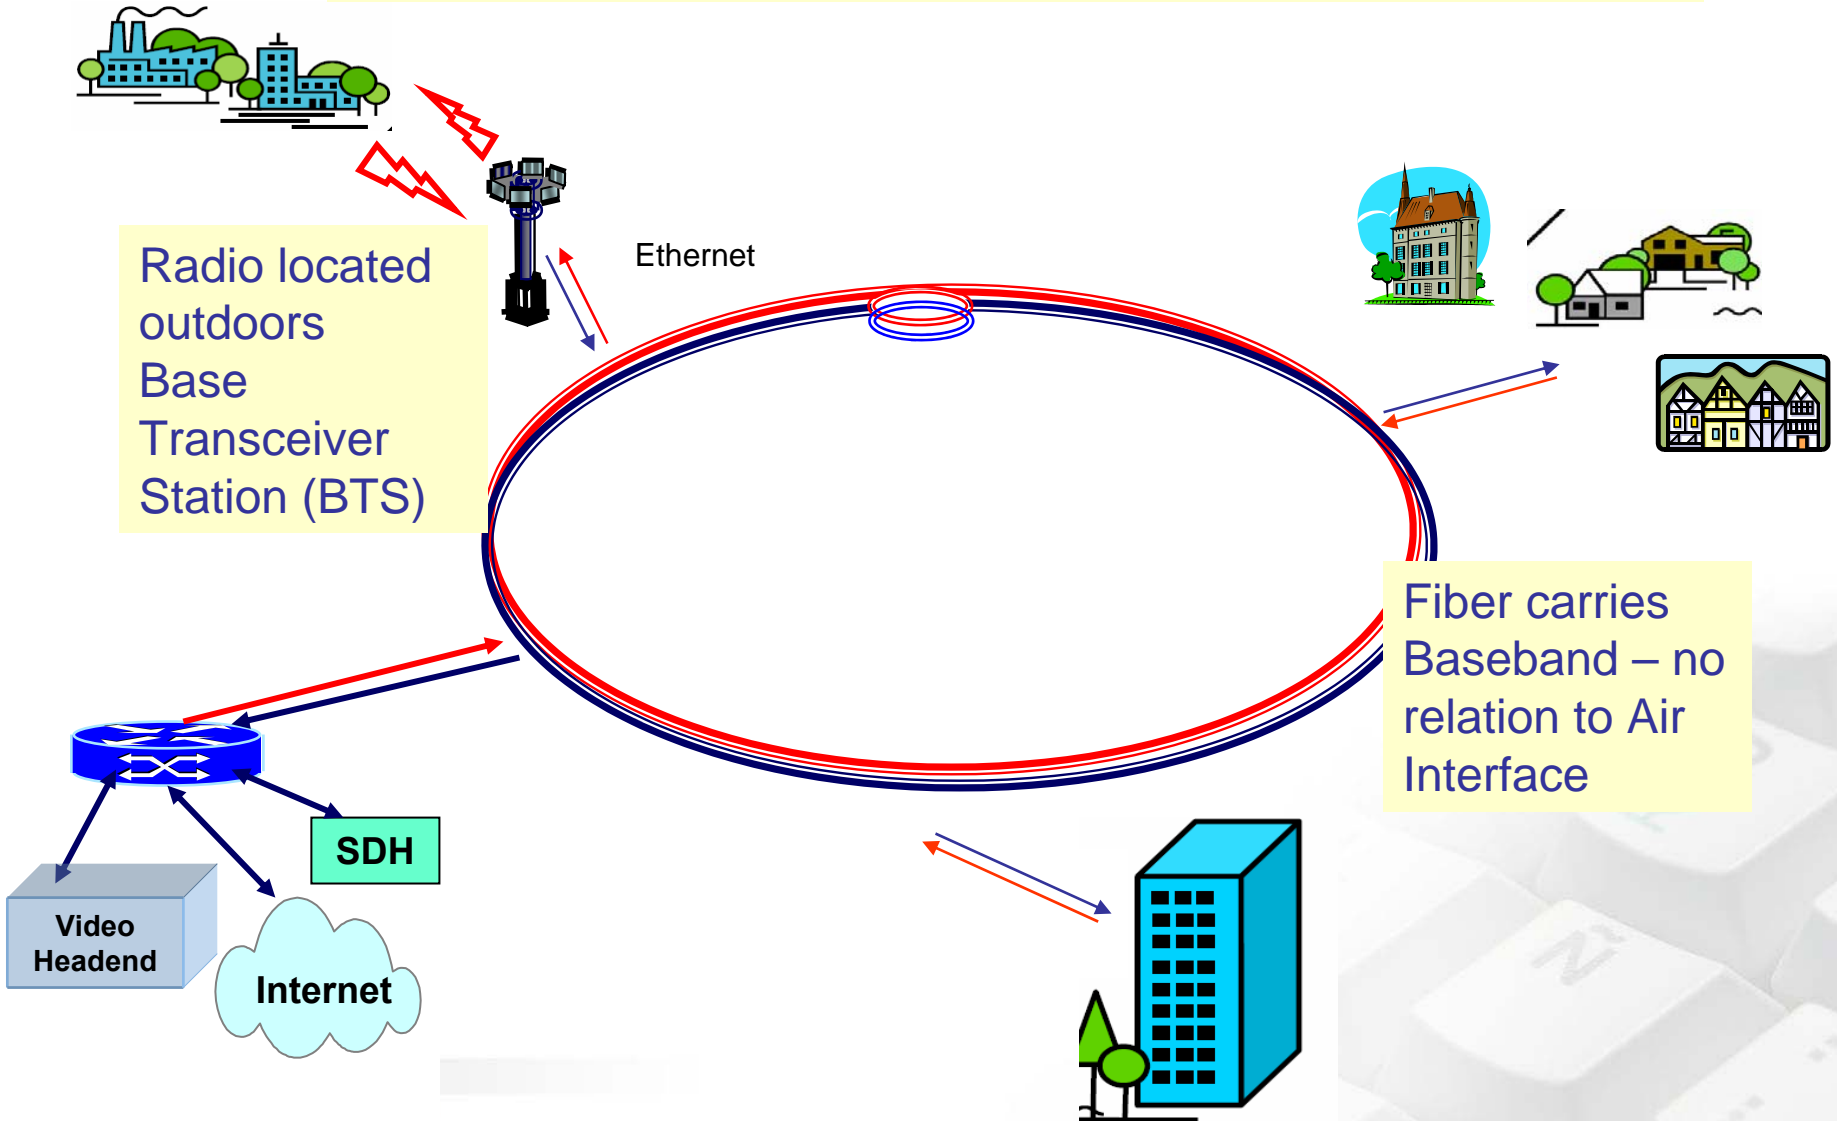 Ethernet
Radio located
outdoors
Base
Transceiver
Station (BTS)
Fiber carries
Baseband – no
relation to Air
Interface
SDH
Video
Headend
Internet
Ñ